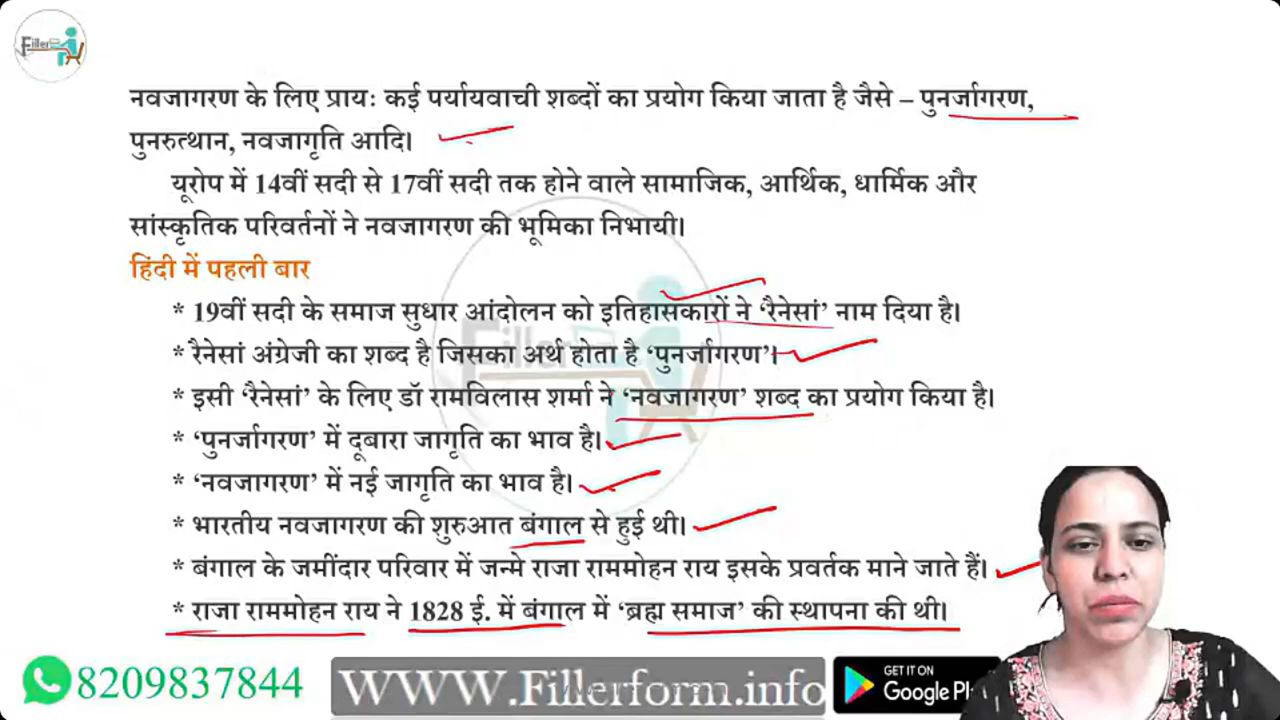 Fillerform
नवजागरण के लिए प्रायः कई पर्यायवाची शब्दों का प्रयोग किया जाता है जैसे – पुनर्जागरण,
पुनरुत्थान, नवजागृति आदि।
यूरोप में 14वीं सदी से 17वीं सदी तक होने वाले सामाजिक, आर्थिक, धार्मिक और
सांस्कृतिक परिवर्तनों ने नवजागरण की भूमिका निभायी।
हिंदी में पहली बार
* 19वीं सदी के समाज सुधार आंदोलन को इतिहासकारों ने ‘रैनेसां’ नाम दिया है।
* रैनेसां अंग्रेजी का शब्द है जिसका अर्थ होता है ‘पुनर्जागरण’।
* इसी ‘रैनेसां’ के लिए डॉ रामविलास शर्मा ने ‘नवजागरण’ शब्द का प्रयोग किया है।
* ‘पुनर्जागरण’ में दूबारा जागृति का भाव है।
* ‘नवजागरण’ में नई जागृति का भाव है।
* भारतीय नवजागरण की शुरुआत बंगाल से हुई थी।
* बंगाल के जमींदार परिवार में जन्मे राजा राममोहन राय इसके प्रवर्तक माने जाते हैं।
* राजा राममोहन राय ने 1828 ई. में बंगाल में ‘ब्रह्म समाज’ की स्थापना की थी।
8209837844
WWW.Fillerform.info
GET IT ON
Google Pl